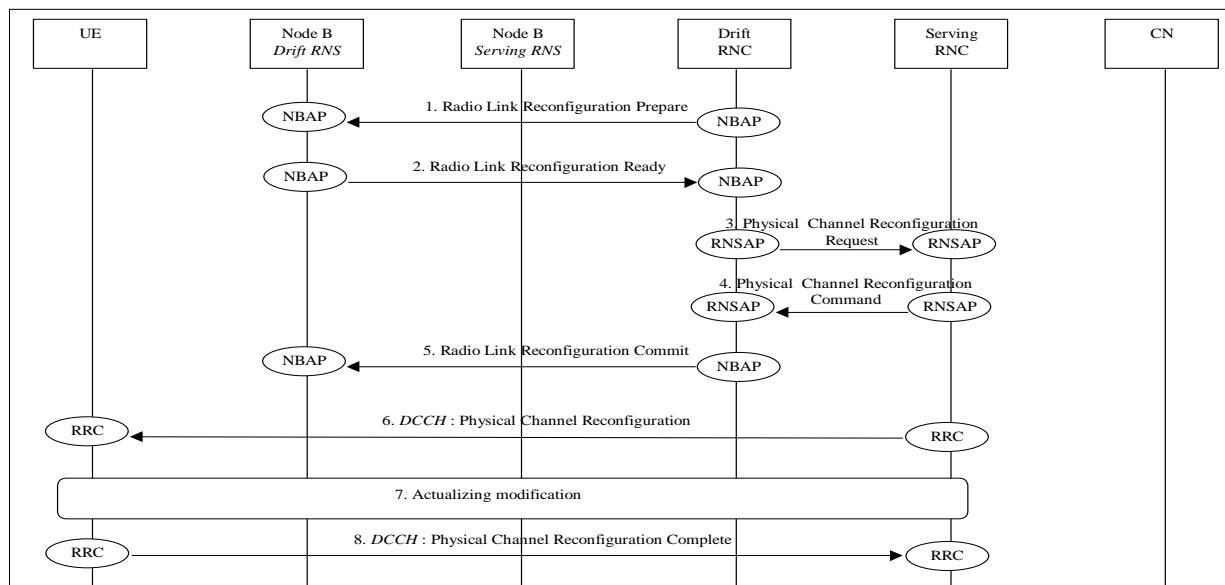 UE
Node B
Drift RNS
Node B
Serving RNS
Drift
RNC
Serving
RNC
CN
1. Radio Link Reconfiguration Prepare
NBAP
NBAP
2. Radio Link Reconfiguration Ready
NBAP
NBAP
3. Physical Channel Reconfiguration
Request
RNSAP
RNSAP
4. Physical Channel Reconfiguration
Command
RNSAP
RNSAP
5. Radio Link Reconfiguration Commit
NBAP
NBAP
6. DCCH : Physical Channel Reconfiguration
RRC
RRC
7. Actualizing modification
8. DCCH : Physical Channel Reconfiguration Complete
RRC
RRC